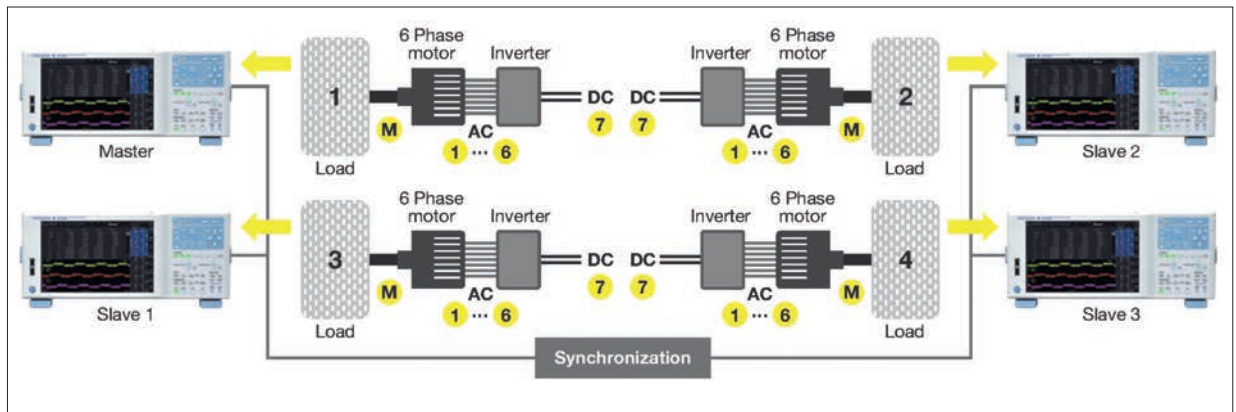 6 Phase motor
Inverter
1
DC
7
M
AC
1 ... 6
Load
Master
Inverter
6 Phase motor
2
DC
7
M
AC
1 ... 6
Load
Slave 2
6 Phase motor
Inverter
3
DC
7
M
AC
1 ... 6
Load
Slave 1
Inverter
6 Phase motor
4
DC
7
M
AC
1 ... 6
Load
Slave 3
Synchronization